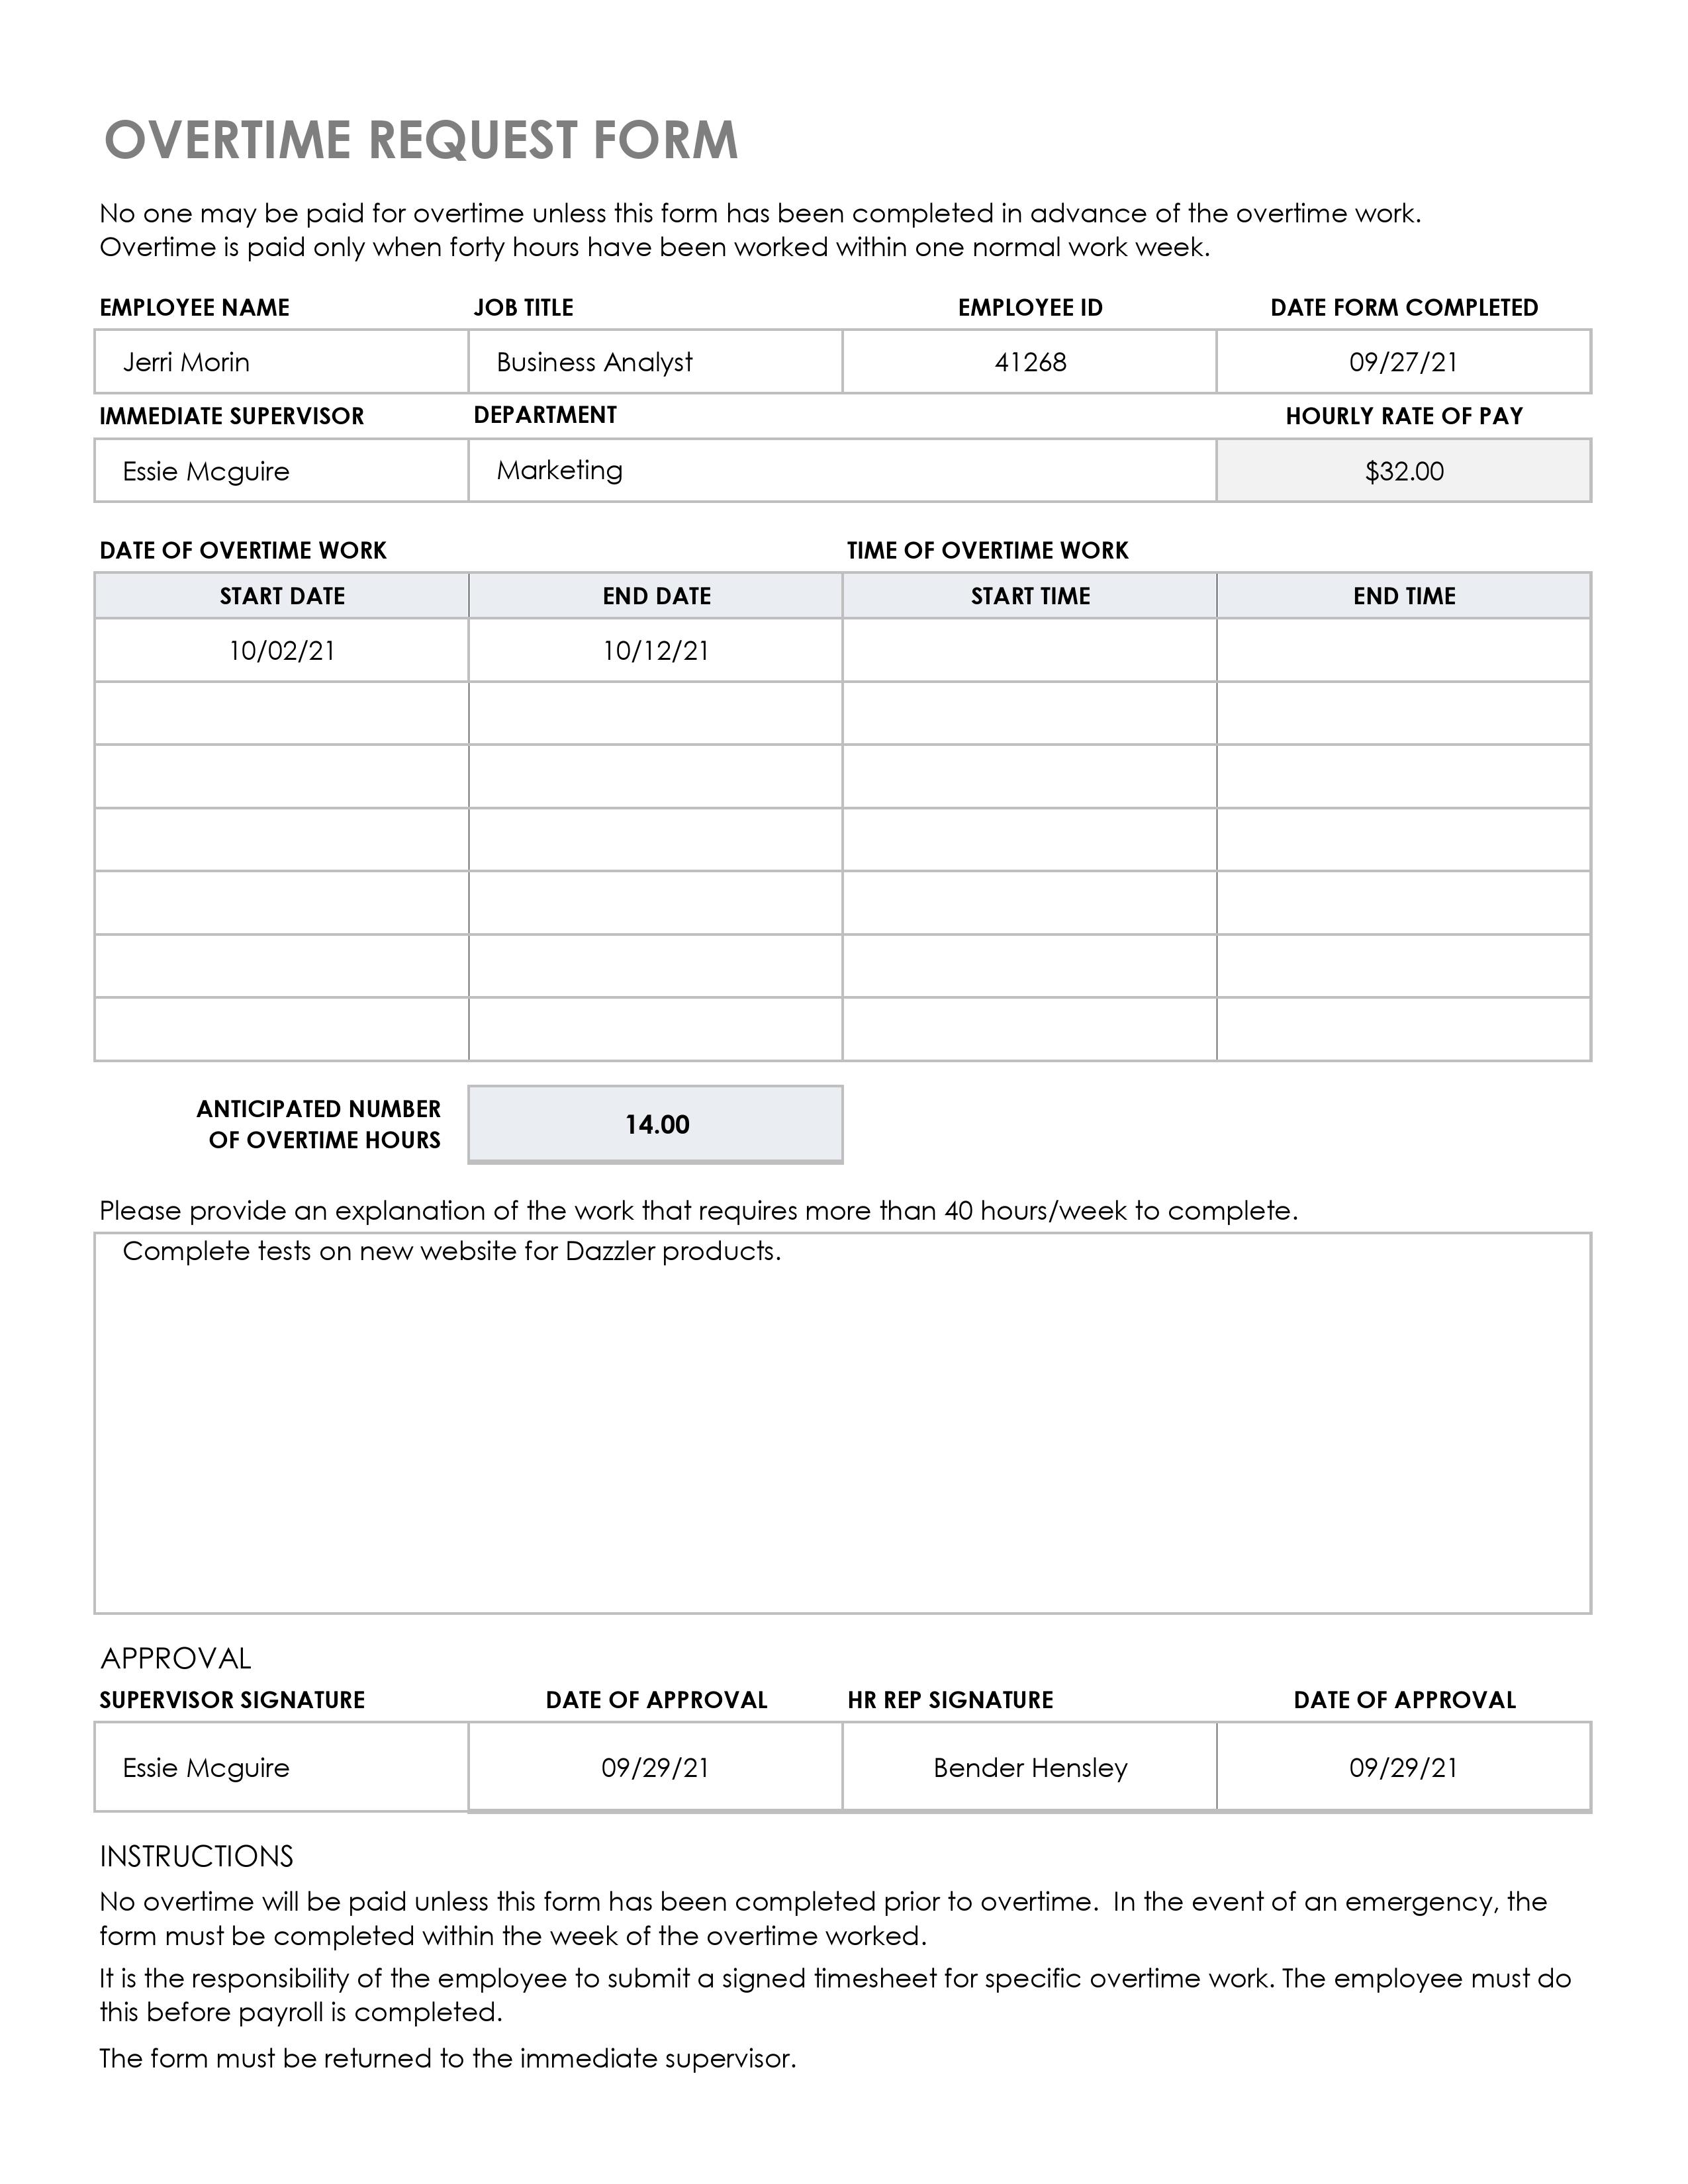 OVERTIME REQUEST FORM
No one may be paid for overtime unless this form has been completed in advance of the overtime work.
Overtime is paid only when forty hours have been worked within one normal work week.
EMPLOYEE NAME JOB TITLE EMPLOYEE ID DATE FORM COMPLETED
Jerri Morin Business Analyst 41268 09/27/21
IMMEDIATE SUPERVISOR DEPARTMENT HOURLY RATE OF PAY
Essie Mcguire Marketing $32.00
DATE OF OVERTIME WORK TIME OF OVERTIME WORK
START DATE END DATE START TIME END TIME
10/02/21 10/12/21
ANTICIPATED NUMBER
OF OVERTIME HOURS 14.00
Please provide an explanation of the work that requires more than 40 hours/week to complete.
Complete tests on new website for Dazzler products.
APPROVAL
SUPERVISOR SIGNATURE DATE OF APPROVAL HR REP SIGNATURE DATE OF APPROVAL
Essie Mcguire 09/29/21 Bender Hensley 09/29/21
INSTRUCTIONS
No overtime will be paid unless this form has been completed prior to overtime.  In the event of an emergency, the
form must be completed within the week of the overtime worked.
It is the responsibility of the employee to submit a signed timesheet for specific overtime work. The employee must do
this before payroll is completed.
The form must be returned to the immediate supervisor.